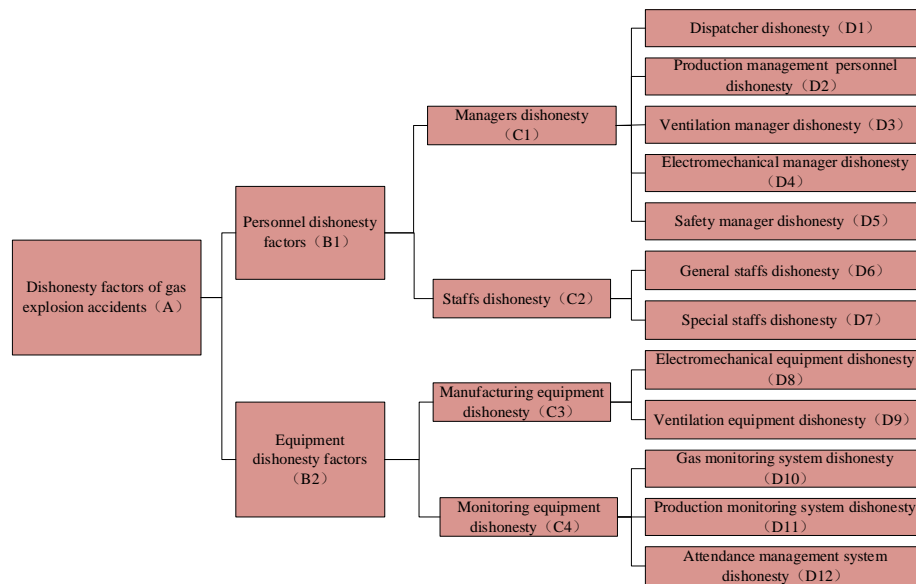 Dishonesty factors of gas
explosion accidents（A）
Personnel dishonesty
factors（B1）
Equipment
dishonesty factors
（B2）
Managers dishonesty
（C1）
Staffs dishonesty（C2）
Manufacturing equipment
dishonesty（C3）
Monitoring equipment
dishonesty（C4）
Dispatcher dishonesty（D1）
Production management personnel
dishonesty（D2）
Ventilation manager dishonesty（D3）
Electromechanical manager dishonesty
（D4）
Safety manager dishonesty（D5）
General staffs dishonesty（D6）
Special staffs dishonesty（D7）
Electromechanical equipment dishonesty
（D8）
Ventilation equipment dishonesty（D9）
Gas monitoring system dishonesty
（D10）
Production monitoring system dishonesty
（D11）
Attendance management system
dishonesty（D12）